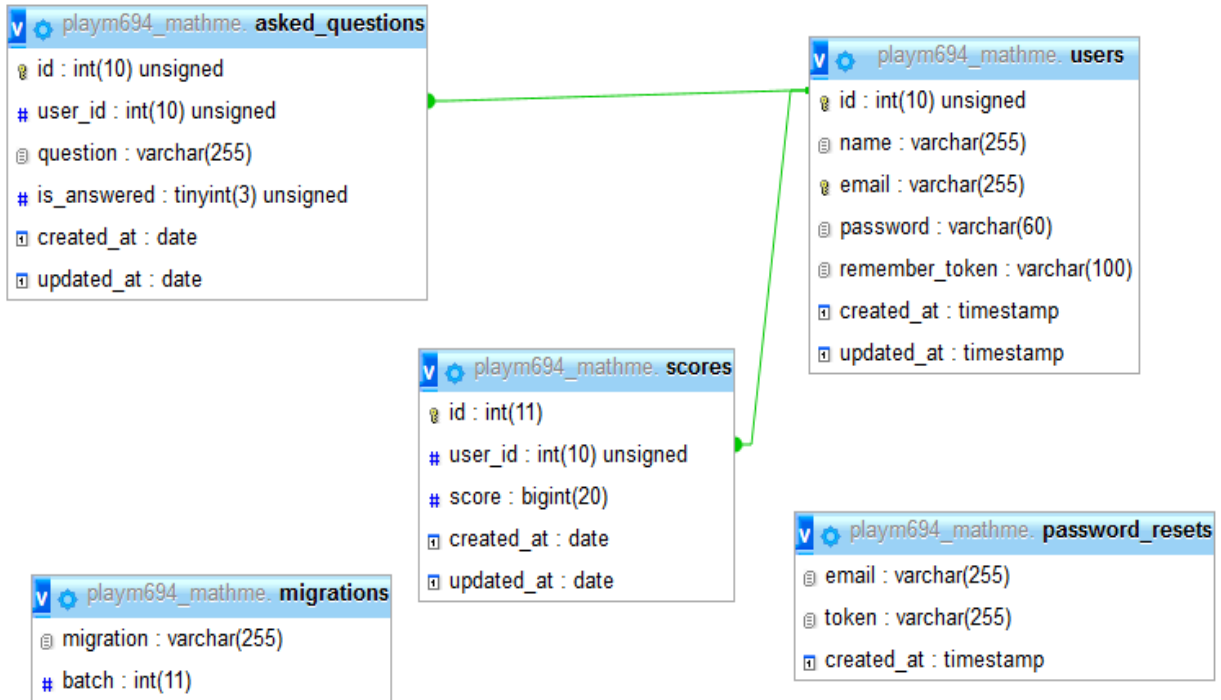 playm694_mathme. asked_questions
id : int(10) unsigned
# user_id : int(10) unsigned
question : varchar(255)
# is_answered : tinyint(3) unsigned
created_at : date
updated_at : date
playm694_mathme. users
id : int(10) unsigned
name : varchar(255)
email : varchar(255)
password : varchar(60)
remember_token : varchar(100)
created_at : timestamp
updated_at : timestamp
playm694_mathme. scores
id : int(11)
# user_id : int(10) unsigned
# score : bigint(20)
created_at : date
updated_at : date
playm694_mathme. password_resets
email : varchar(255)
token : varchar(255)
created_at : timestamp
playm694_mathme. migrations
migration : varchar(255)
# batch : int(11)